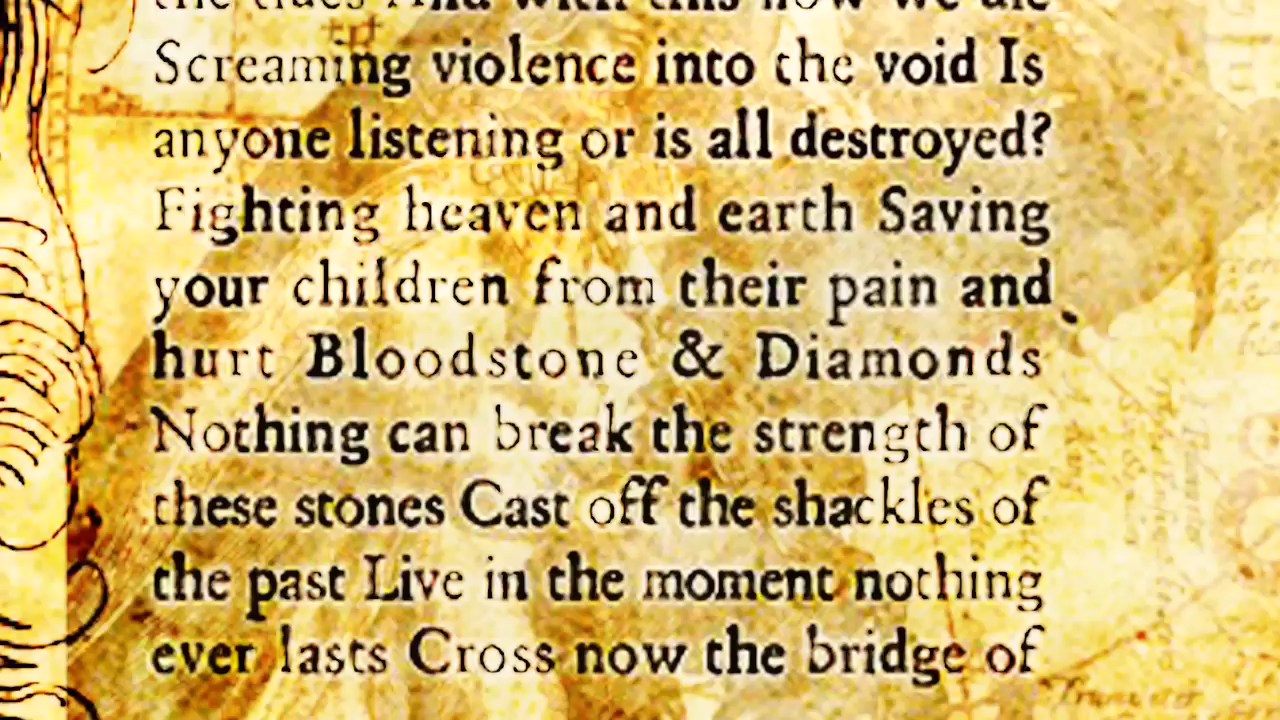 Screaming violence into the void Is
anyone listening or is all destroyed?
Fighting heaven and earth Saving
your children from their pain and
hurt Bloodstone & Diamonds
Nothing can break the strength of
these stones Cast off the shackles of
the past Live in the moment nothing
ever lasts Cross now the bridge of